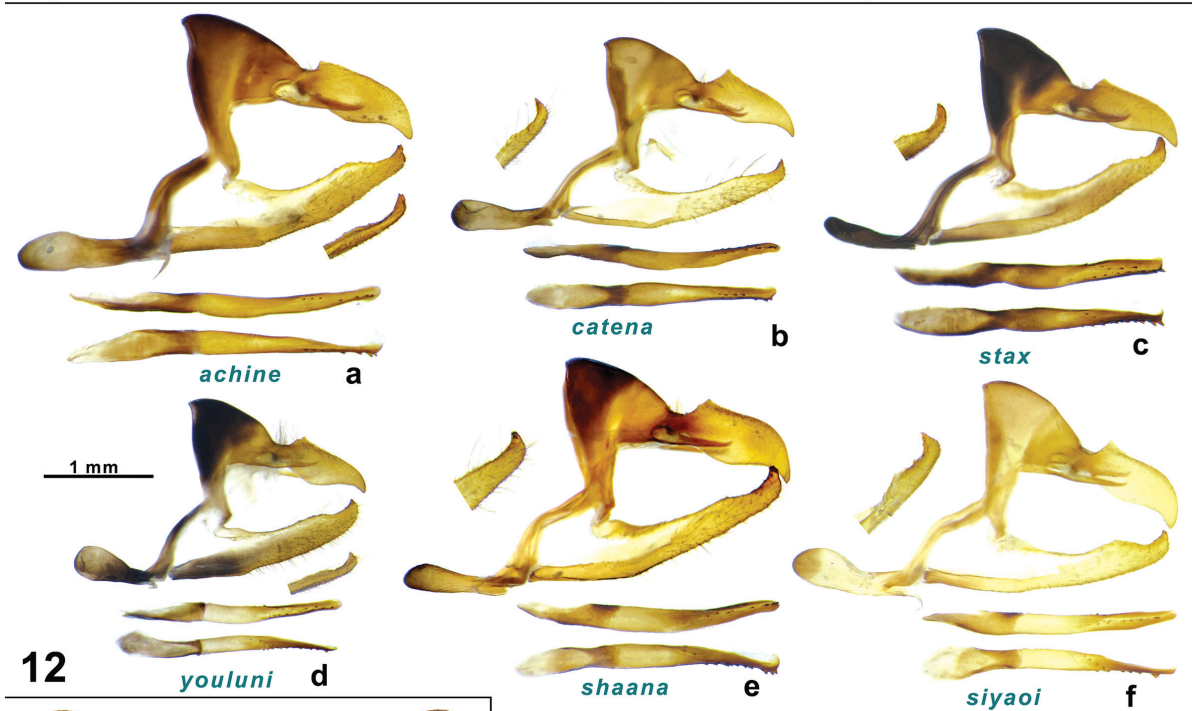 achine a
catena b
stax c
1 mm
12
youluni d
shaana e
siyaoi f